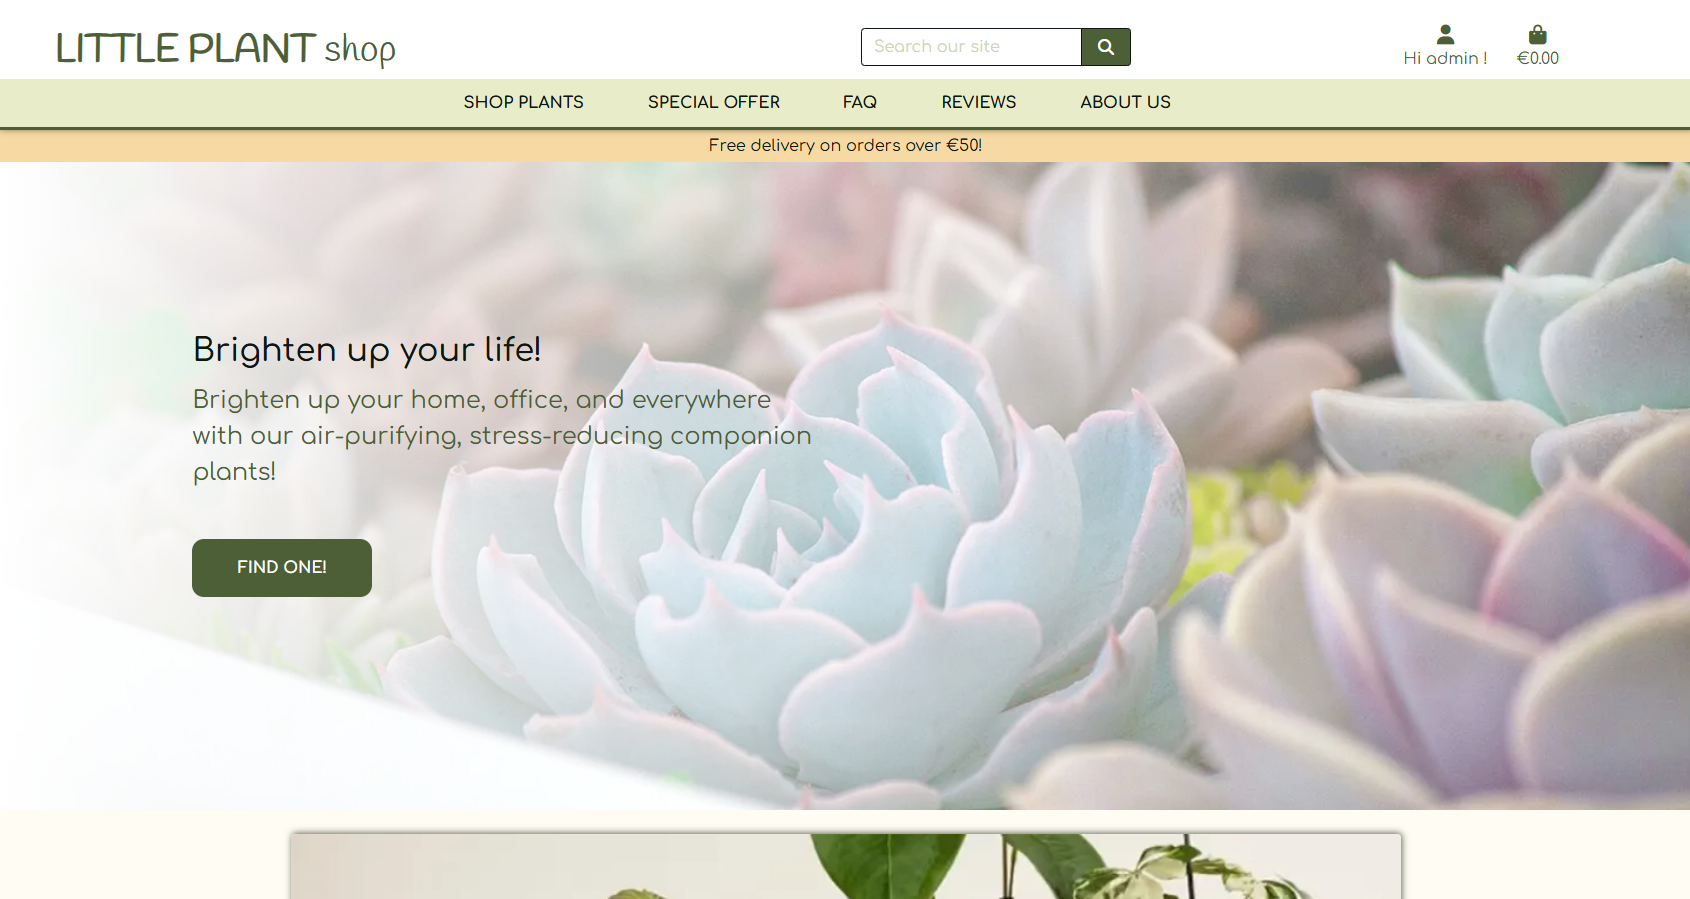 LITTLE PLANT shop
Search our site
Hi admin !
€0.00
SHOP PLANTS
SPECIAL OFFER
FAQ
REVIEWS
ABOUT US
Free delivery on orders over €50!
Brighten up your life!
Brighten up your home, office, and everywhere
with our air-purifying, stress-reducing companion
plants!
FIND ONE!